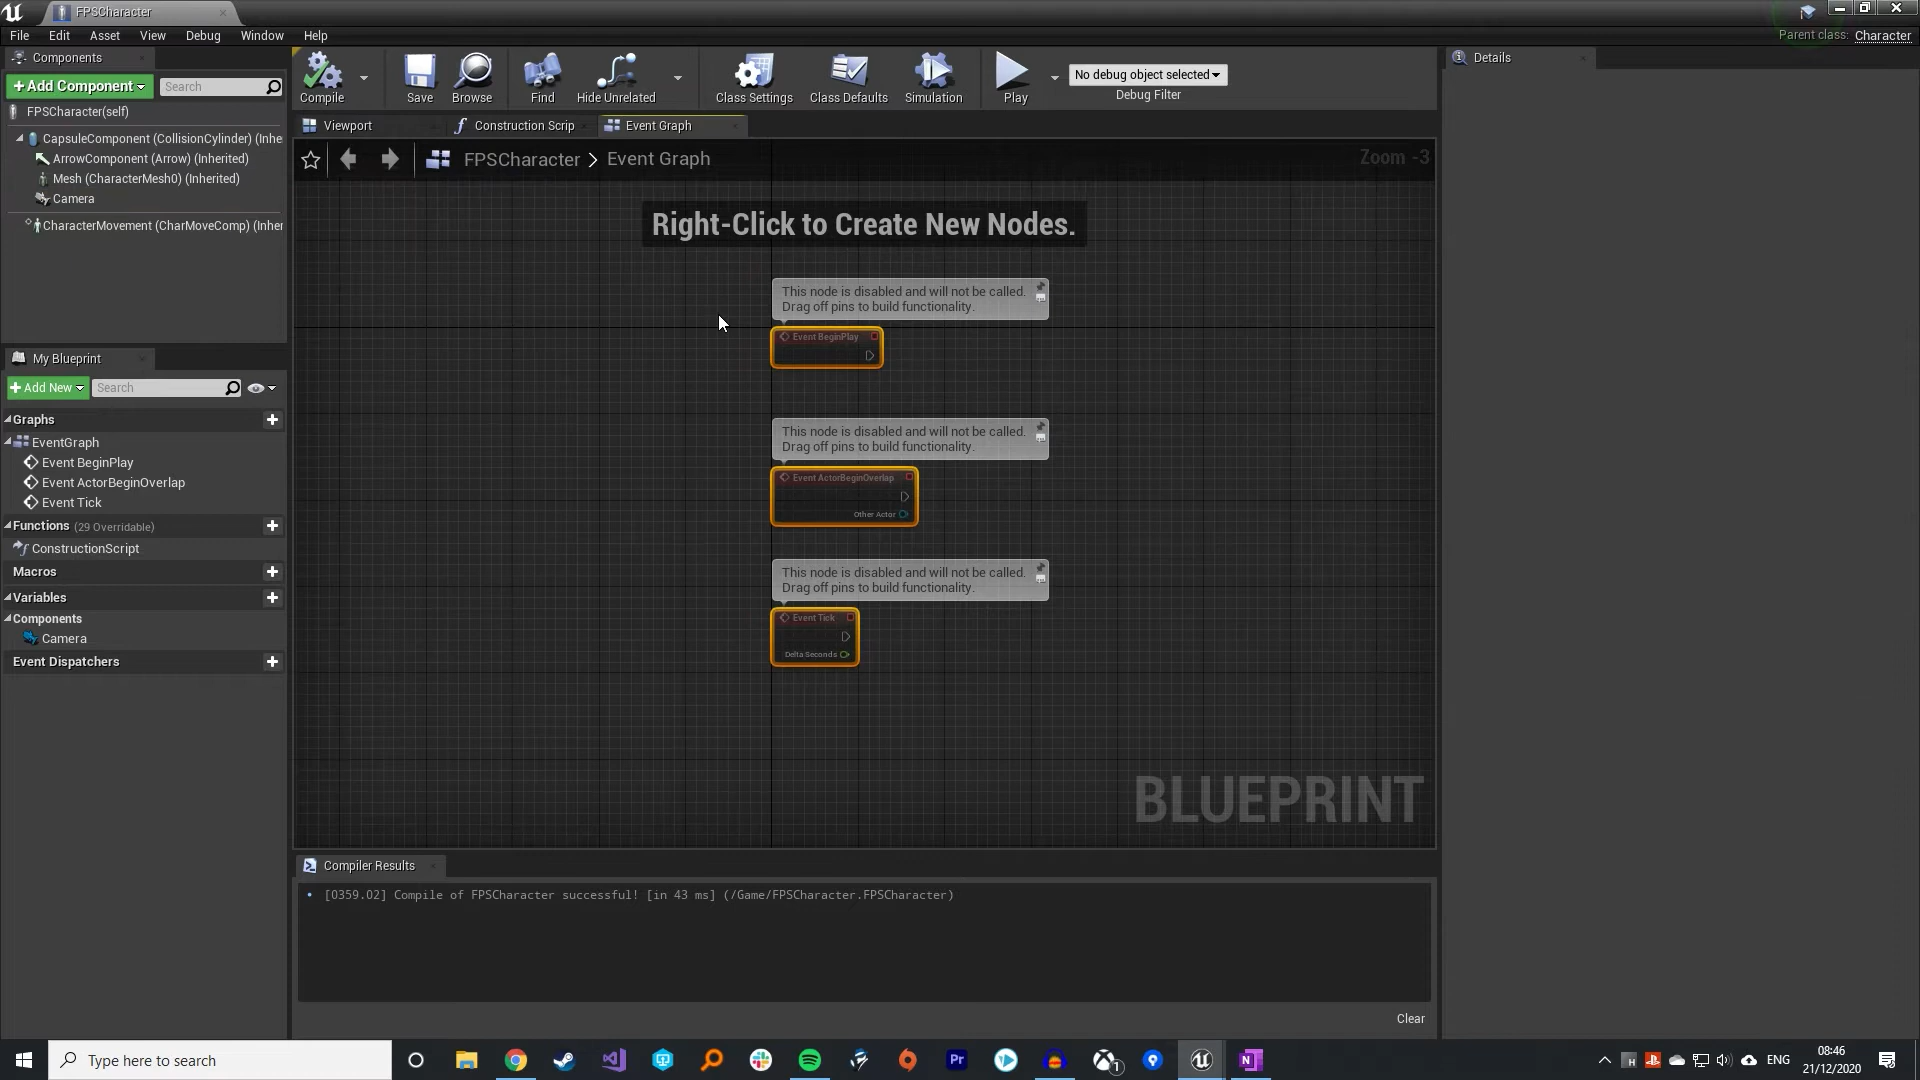 FPSCharacter
File Edit Asset View Debug Window Help
Parent class: Character
Components
+ Add Component
Search
FPSCharacter(self)
CapsuleComponent (CollisionCylinder) (Inhe
ArrowComponent (Arrow) (Inherited)
Mesh (CharacterMesh0) (Inherited)
Camera
CharacterMovement (CharMoveComp) (Inher
My Blueprint
+ Add New
Search
Graphs
EventGraph
Event BeginPlay
Event ActorBeginOverlap
Event Tick
Functions (29 Overridable)
ConstructionScript
Macros
Variables
Components
Camera
Event Dispatchers
Compile
Save
Browse
Find
Hide Unrelated
Class Settings
Class Defaults
Simulation
Play
No debug object selected
Debug Filter
Viewport
Construction Scrip
Event Graph
FPSCharacter > Event Graph
Zoom -3
Right-Click to Create New Nodes.
This node is disabled and will not be called.
Drag off pins to build functionality.
Event BeginPlay
This node is disabled and will not be called.
Drag off pins to build functionality.
Event ActorBeginOverlap
Other Actor
This node is disabled and will not be called.
Drag off pins to build functionality.
Event Tick
Delta Seconds
BLUEPRINT
Compiler Results
• [0359.02] Compile of FPSCharacter successful! [in 43 ms] (/Game/FPSCharacter.FPSCharacter)
Clear
Details
Type here to search
Pr
1
N
H
ENG
08:46
21/12/2020